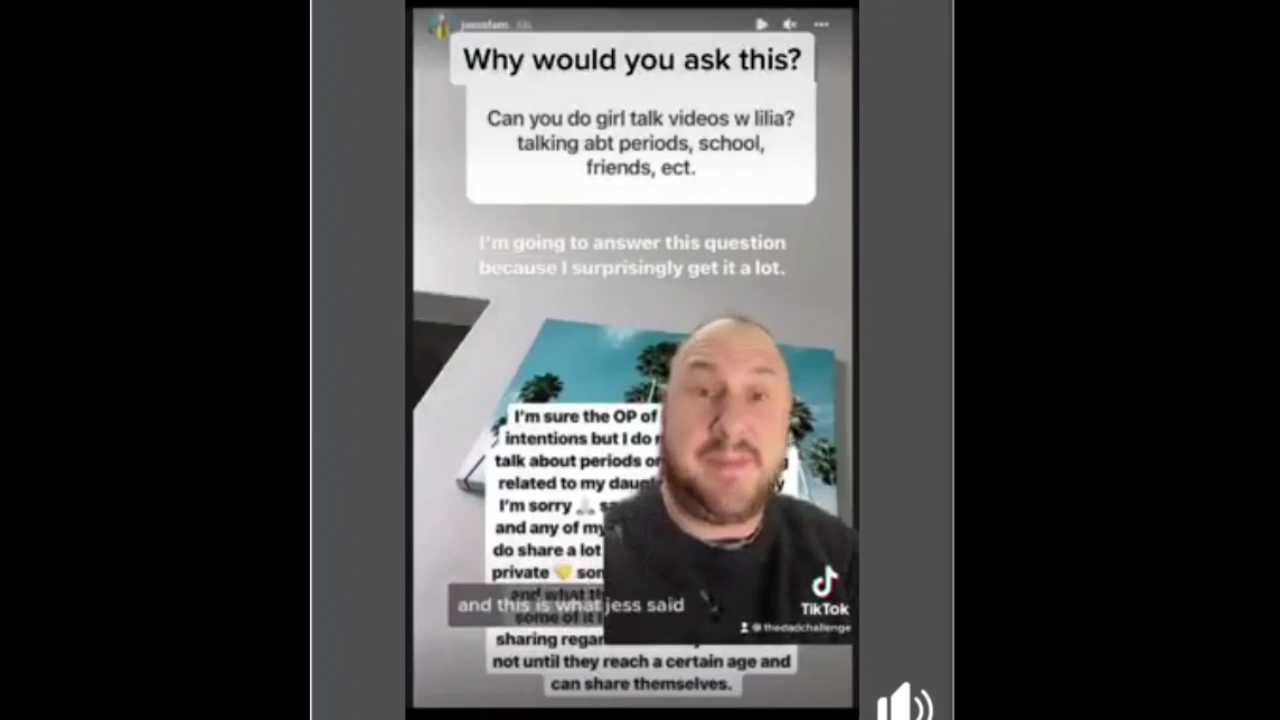 jesssfam
Why would you ask this?
Can you do girl talk videos w lilia?
talking abt periods, school,
friends, ect.
I'm going to answer this question
because I surprisingly get it a lot.
I'm sure the OP of
intentions but I do
talk about periods or
related to my
I'm sorry
and any of my
do share a lot
private
and this is what jess said
some of it I
sharing
not until they reach a certain age and
can share themselves.
TikTok
@thedadchallenge